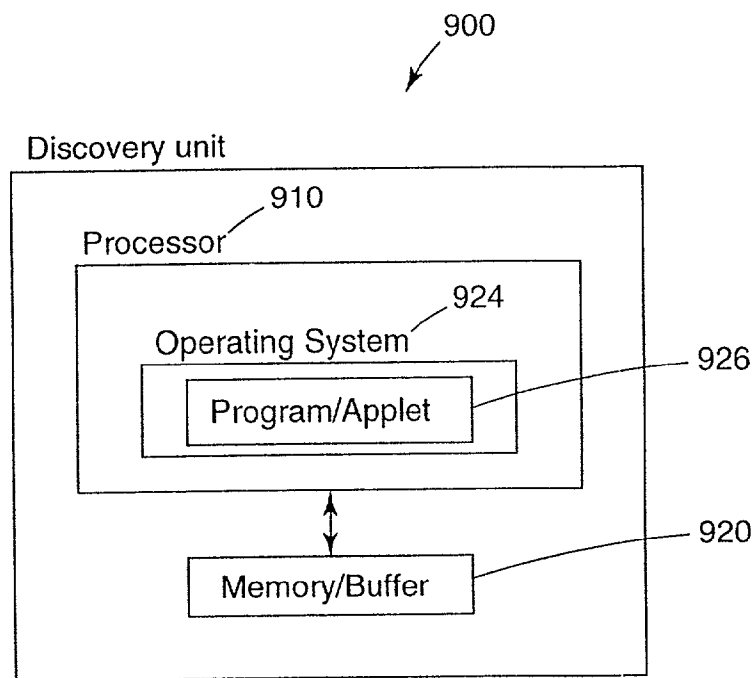 900
Discovery unit
910
Processor
924
Operating System
926
Program/Applet
920
Memory/Buffer